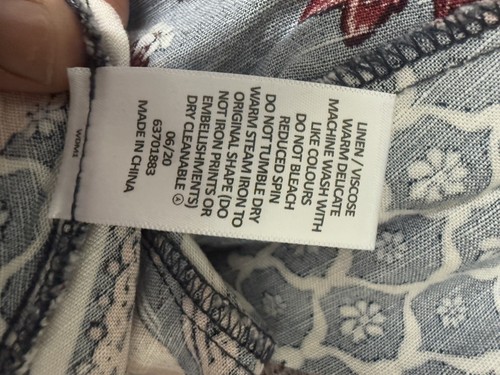 LINEN / VISCOSE
WARM DELICATE
MACHINE WASH WITH
LIKE COLOURS
DO NOT BLEACH
REDUCED SPIN
DO NOT TUMBLE DRY
WARM STEAM IRON TO
ORIGINAL SHAPE (DO
NOT IRON PRINTS OR
EMBELLISHMENTS)
DRY CLEANABLE Ⓐ
06/20
63701883
MADE IN CHINA